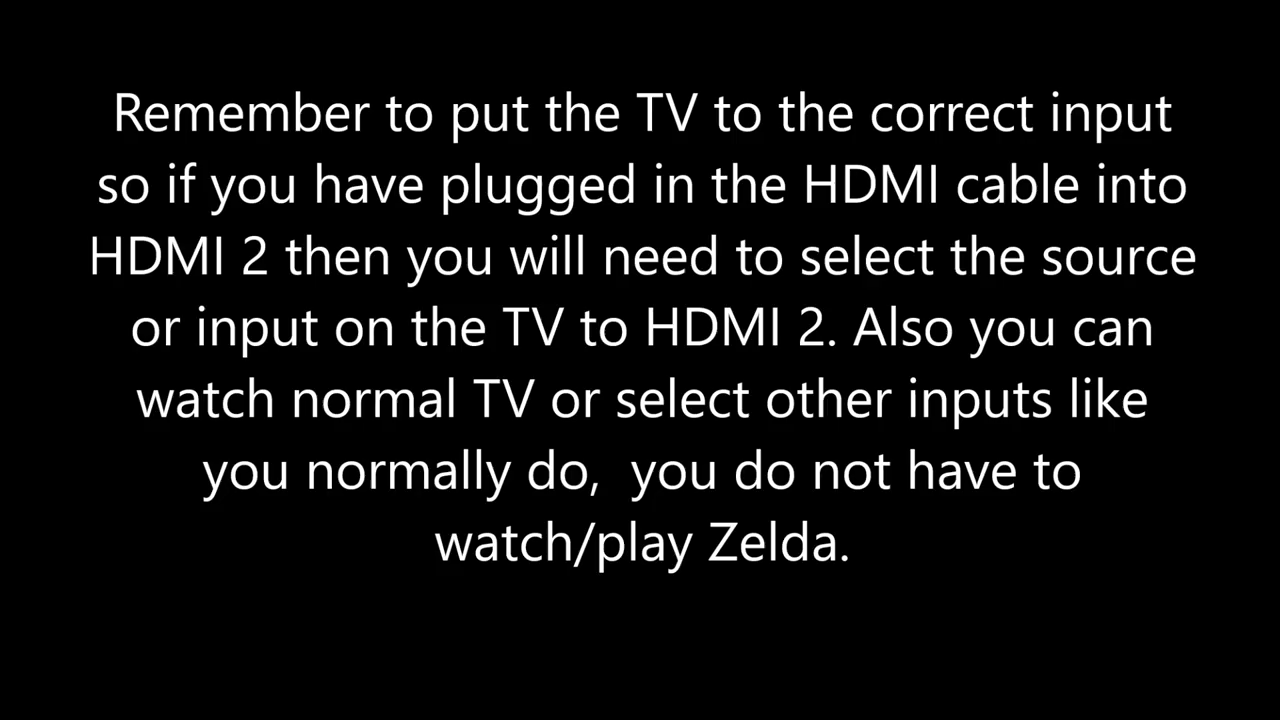 Remember to put the TV to the correct input
so if you have plugged in the HDMI cable into
HDMI 2 then you will need to select the source
or input on the TV to HDMI 2. Also you can
watch normal TV or select other inputs like
you normally do,  you do not have to
watch/play Zelda.